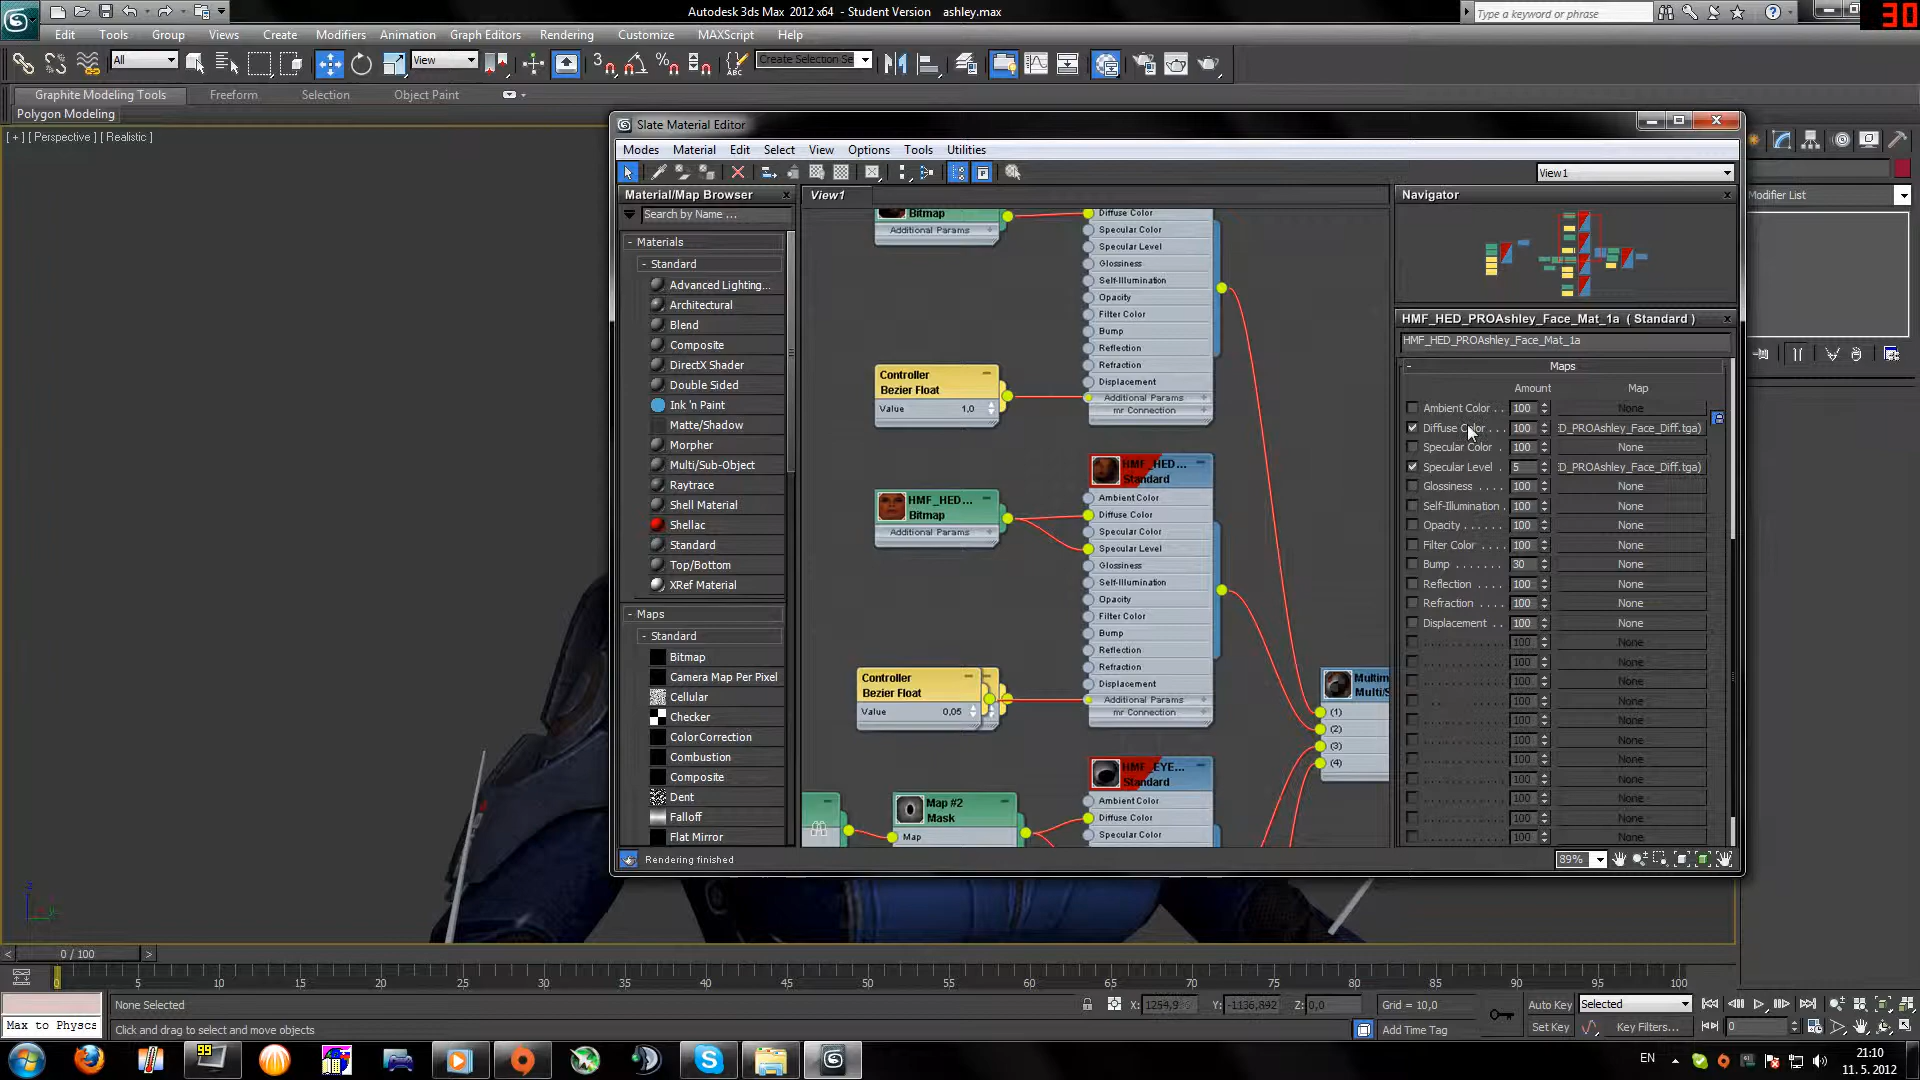 Autodesk 3ds Max 2012 x64 - Student Version ashley.max
Type a keyword or phrase
30
Edit Tools Group Views Create Modifiers Animation Graph Editors Rendering Customize MAXScript Help
All
View
Create Selection Se
Graphite Modeling Tools Freeform Selection Object Paint
Polygon Modeling
[ + ] [ Perspective ] [ Realistic ]
Slate Material Editor
Modes Material Edit Select View Options Tools Utilities
View1
Material/Map Browser
Search by Name ...
- Materials
- Standard
Advanced Lighting...
Architectural
Blend
Composite
DirectX Shader
Double Sided
Ink 'n Paint
Matte/Shadow
Morpher
Multi/Sub-Object
Raytrace
Shell Material
Shellac
Standard
Top/Bottom
XRef Material
- Maps
- Standard
Bitmap
Camera Map Per Pixel
Cellular
Checker
ColorCorrection
Combustion
Composite
Dent
Falloff
Flat Mirror
View1
Bitmap
Additional Params
Diffuse Color
Specular Color
Specular Level
Glossiness
Self-Illumination
Opacity
Filter Color
Bump
Reflection
Refraction
Displacement
Additional Params +
mr Connection +
Controller
Bezier Float
Value 1,0
HMF_HED...
Bitmap
Additional Params +
HMF_HED...
Standard
Ambient Color
Diffuse Color
Specular Color
Specular Level
Glossiness
Self-Illumination
Opacity
Filter Color
Bump
Reflection
Refraction
Displacement
Additional Params +
mr Connection +
Controller
Bezier Float
Value 0,05
Multim
Multi/S
(1)
(2)
(3)
(4)
HMF_EYE...
Standard
Ambient Color
Diffuse Color
Specular Color
Map #2
Mask
Map
Navigator
HMF_HED_PROAshley_Face_Mat_1a ( Standard )
HMF_HED_PROAshley_Face_Mat_1a
- Maps
Amount Map
Ambient Color . . 100 None
Diffuse Color . . . 100 ED_PROAshley_Face_Diff.tga)
Specular Color 100 None
Specular Level . 5 ED_PROAshley_Face_Diff.tga)
Glossiness . . . . 100 None
Self-Illumination . 100 None
Opacity . . . . . . 100 None
Filter Color . . . . 100 None
Bump . . . . . . . 30 None
Reflection . . . . 100 None
Refraction . . . . 100 None
Displacement . . 100 None
100 None
100 None
100 None
100 None
100 None
100 None
100 None
100 None
100 None
100 None
100 None
Rendering finished
89%
Modifier List
< 0 / 100 >
0 5 10 15 20 25 30 35 40 45 50 55 60 65 70 75 80 85 90 95 100
None Selected
X: Y: -1136,842 Z: 0,0 Grid = 10,0
Auto Key Selected
Max to Physcs
Click and drag to select and move objects
Add Time Tag
Set Key Key Filters... 0
99
EN
21:10
11. 5. 2012